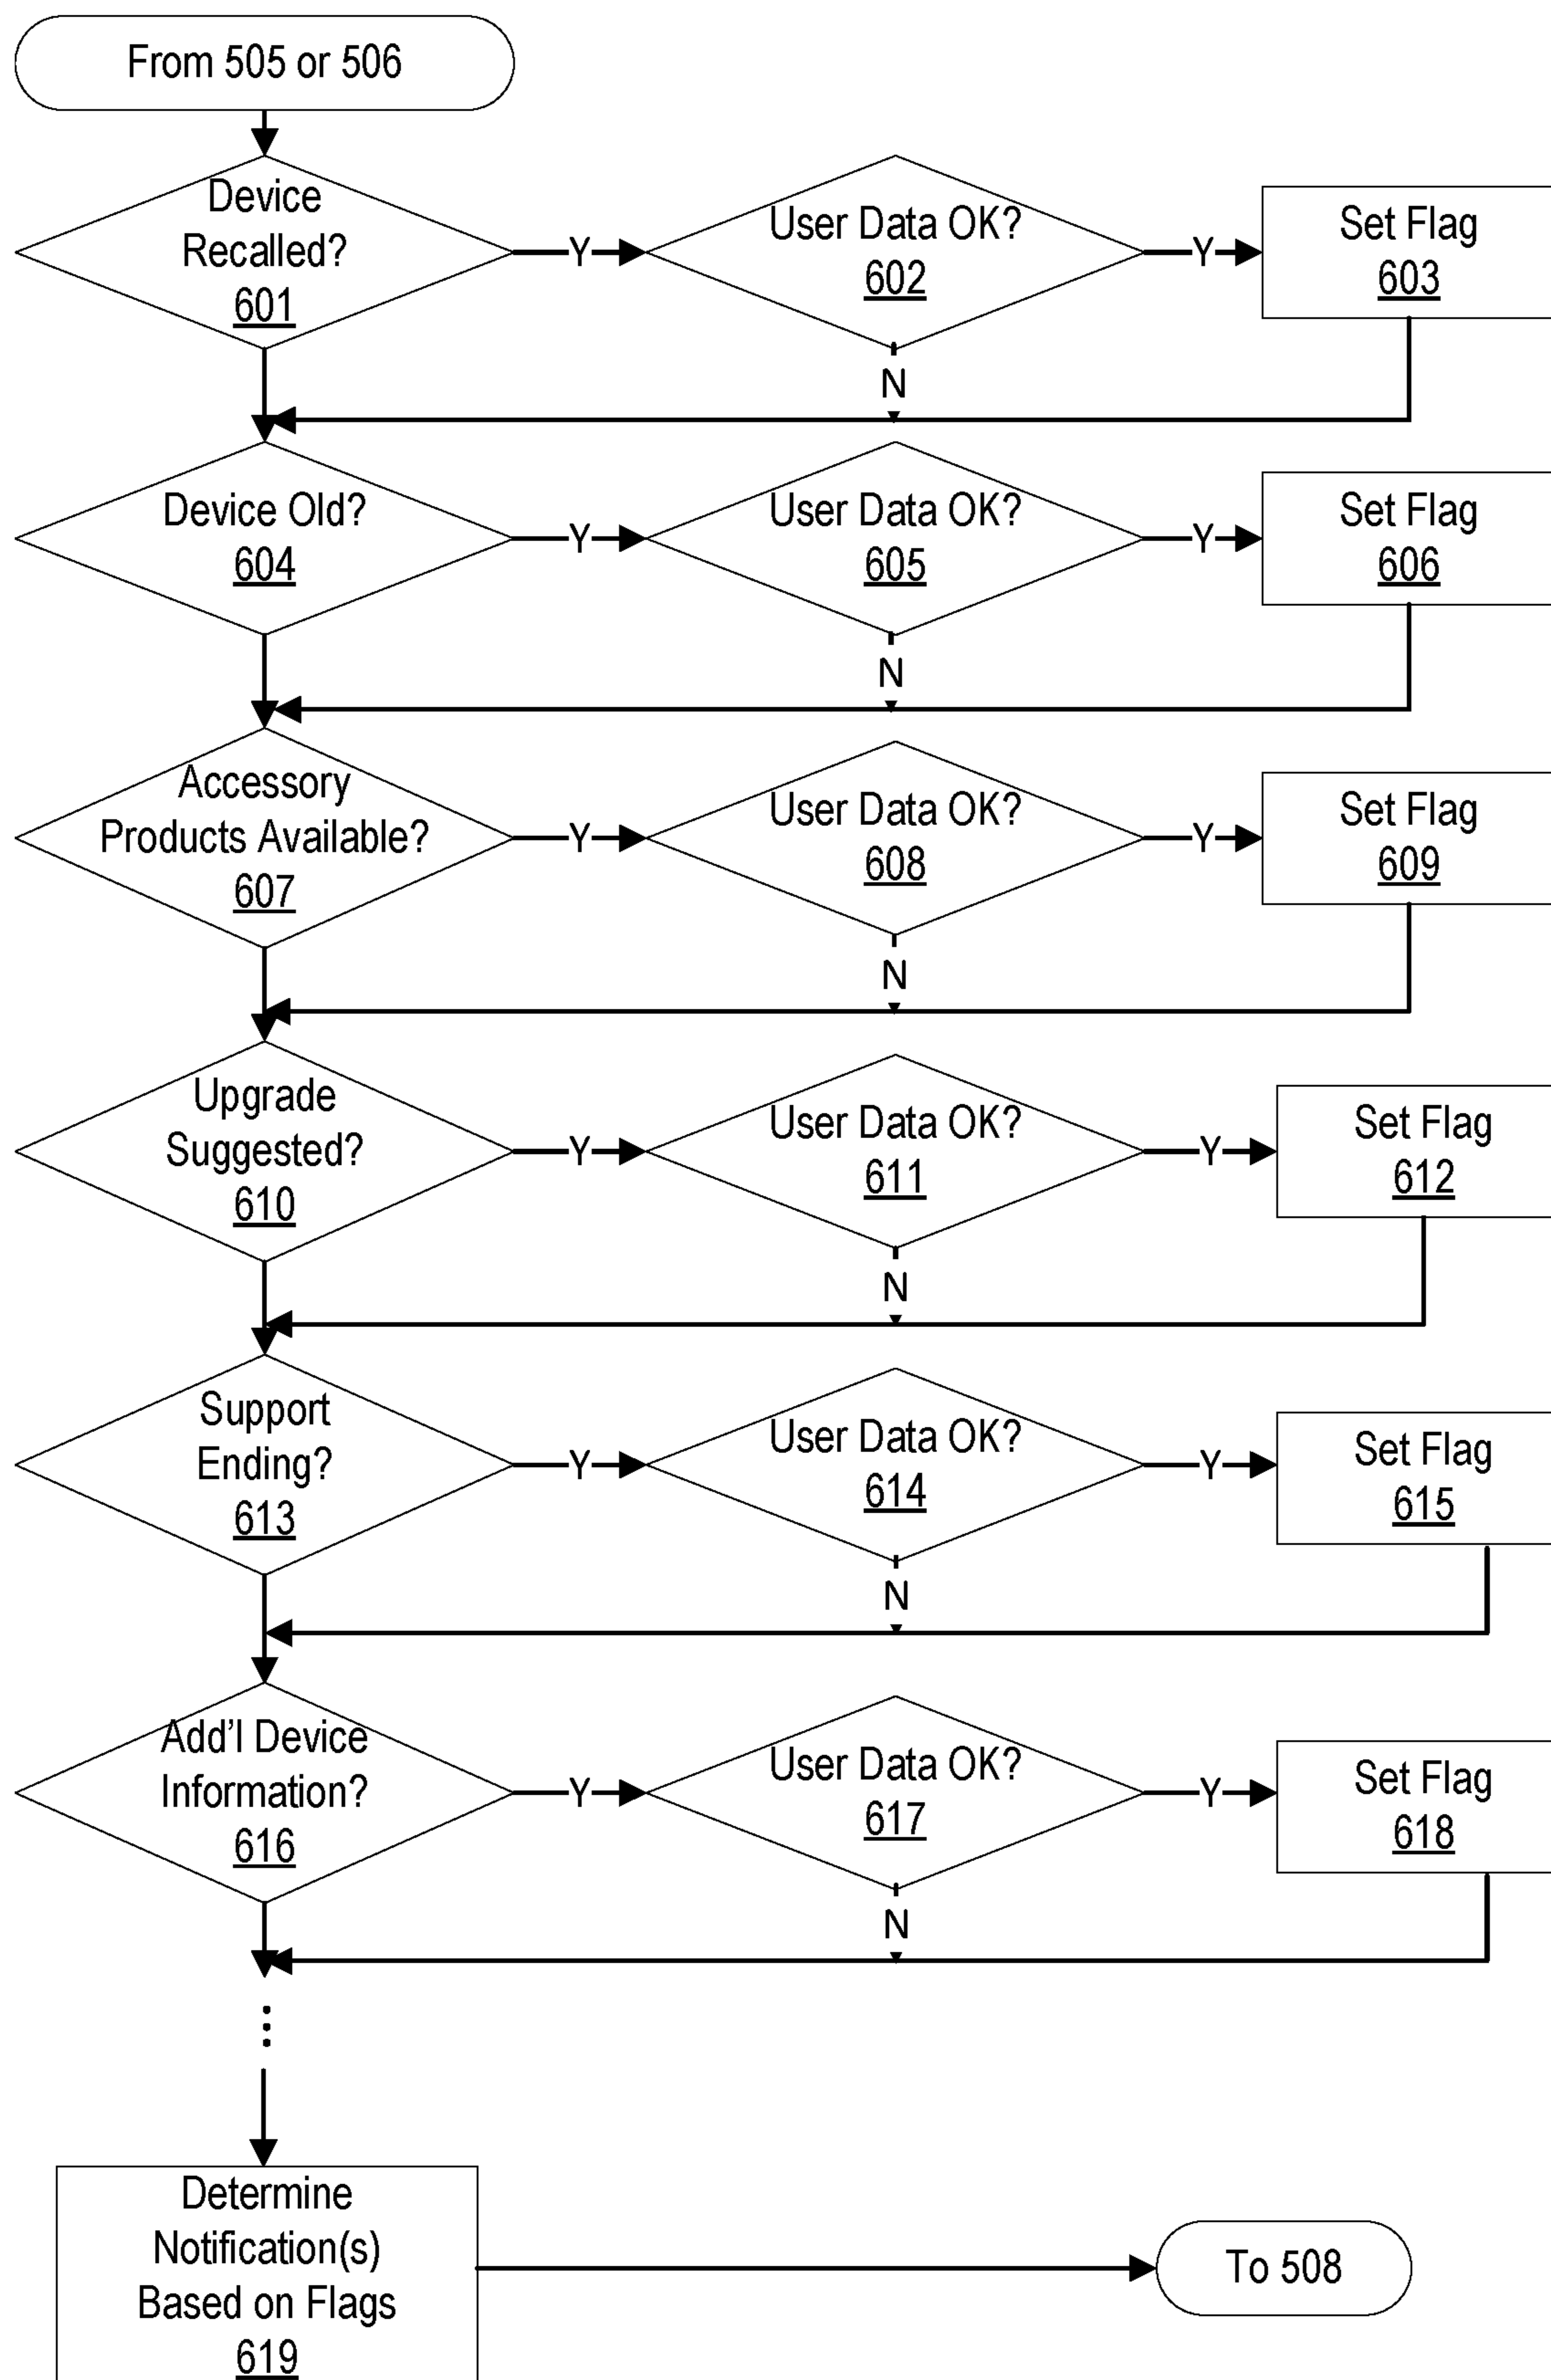 From 505 or 506
Device
Recalled?
601
Y
User Data OK?
602
Y
Set Flag
603
N
Device Old?
604
Y
User Data OK?
605
Y
Set Flag
606
N
Accessory
Products Available?
607
Y
User Data OK?
608
Y
Set Flag
609
N
Upgrade
Suggested?
610
Y
User Data OK?
611
Y
Set Flag
612
N
Support
Ending?
613
Y
User Data OK?
614
Y
Set Flag
615
N
Add’l Device
Information?
616
Y
User Data OK?
617
Y
Set Flag
618
N
Determine
Notification(s)
Based on Flags
619
To 508